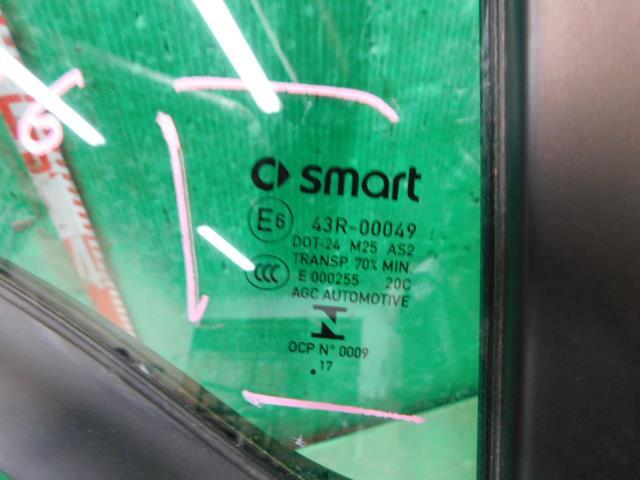 smart
E6 43R-00049
DOT-24 M25 AS2
TRANSP. 70% MIN.
CCC E 000255 20C
AGC AUTOMOTIVE
OCP N° 0009
.17